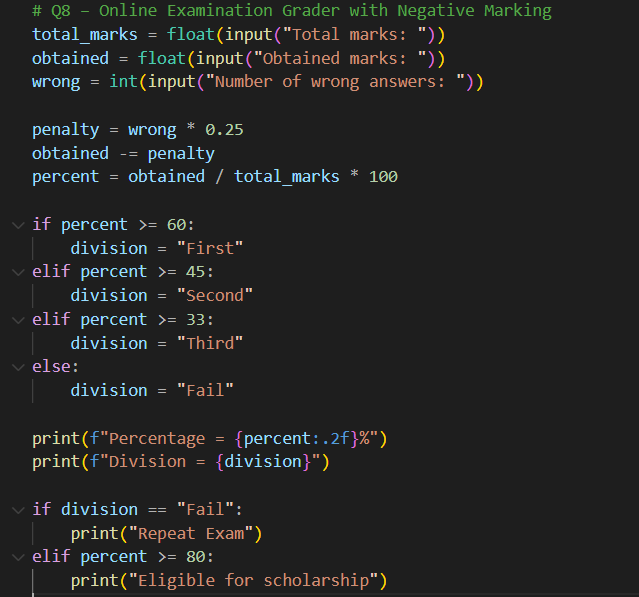 # Q8 – Online Examination Grader with Negative Marking
total_marks = float(input("Total marks: "))
obtained = float(input("Obtained marks: "))
wrong = int(input("Number of wrong answers: "))

penalty = wrong * 0.25
obtained -= penalty
percent = obtained / total_marks * 100

if percent >= 60:
    division = "First"
elif percent >= 45:
    division = "Second"
elif percent >= 33:
    division = "Third"
else:
    division = "Fail"

print(f"Percentage = {percent:.2f}%")
print(f"Division = {division}")

if division == "Fail":
    print("Repeat Exam")
elif percent >= 80:
    print("Eligible for scholarship")